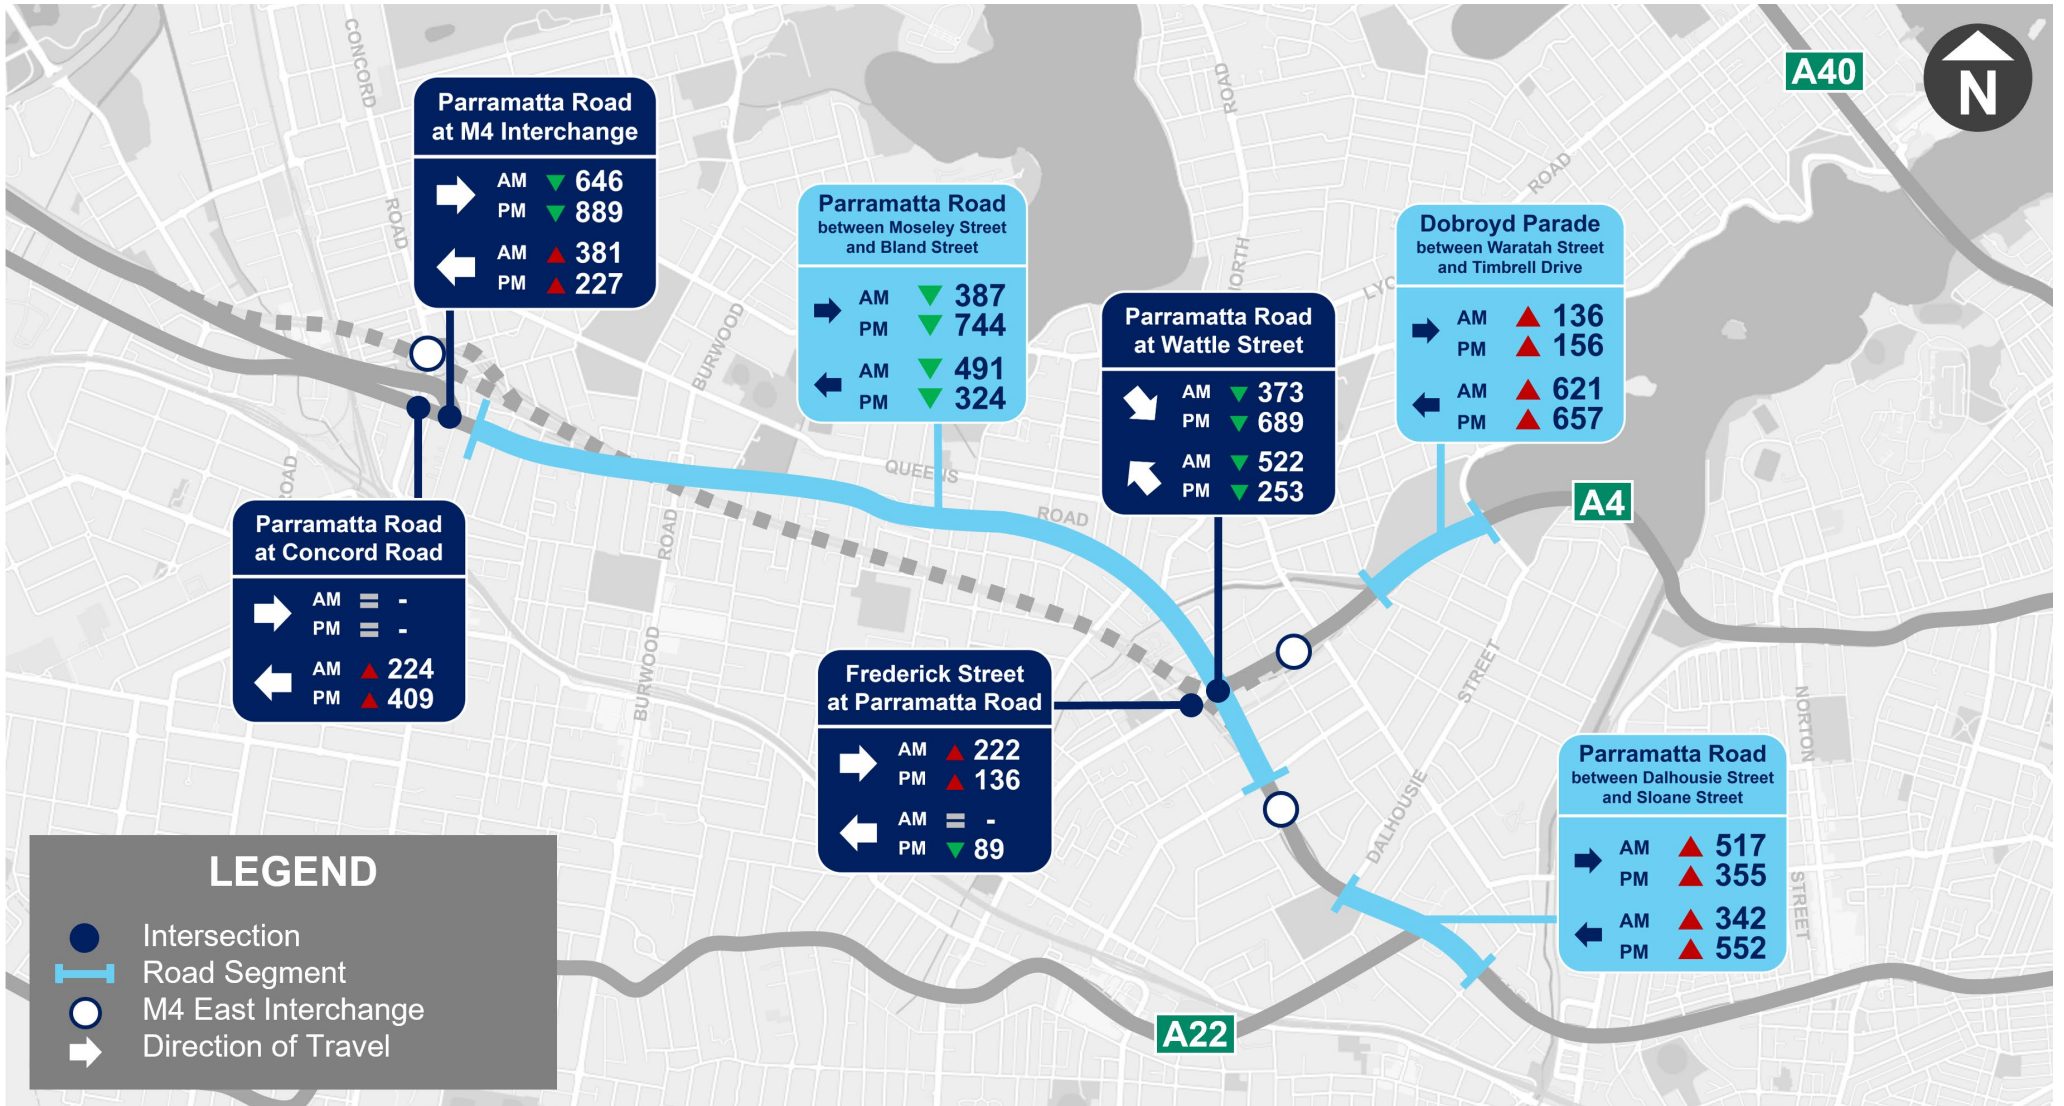 CONCORD
ROAD
A40
N
Parramatta Road
at M4 Interchange
AM 646
PM 889
AM 381
PM 227
ROAD
ROAD
Parramatta Road
between Moseley Street
and Bland Street
AM 387
PM 744
AM 491
PM 324
Dobroyd Parade
between Waratah Street
and Timbrell Drive
AM 136
PM 156
AM 621
PM 657
BURWOOD
ROAD
Parramatta Road
at Wattle Street
AM 373
PM 689
AM 522
PM 253
QUEENS
ROAD
A4
ROAD
Parramatta Road
at Concord Road
AM = -
PM = -
AM 224
PM 409
BURWOOD
Frederick Street
at Parramatta Road
AM 222
PM 136
AM = -
PM 89
STREET
DALHOUSIE
NORTON
STREET
Parramatta Road
between Dalhousie Street
and Sloane Street
AM 517
PM 355
AM 342
PM 552
A22
LEGEND
Intersection
Road Segment
M4 East Interchange
Direction of Travel